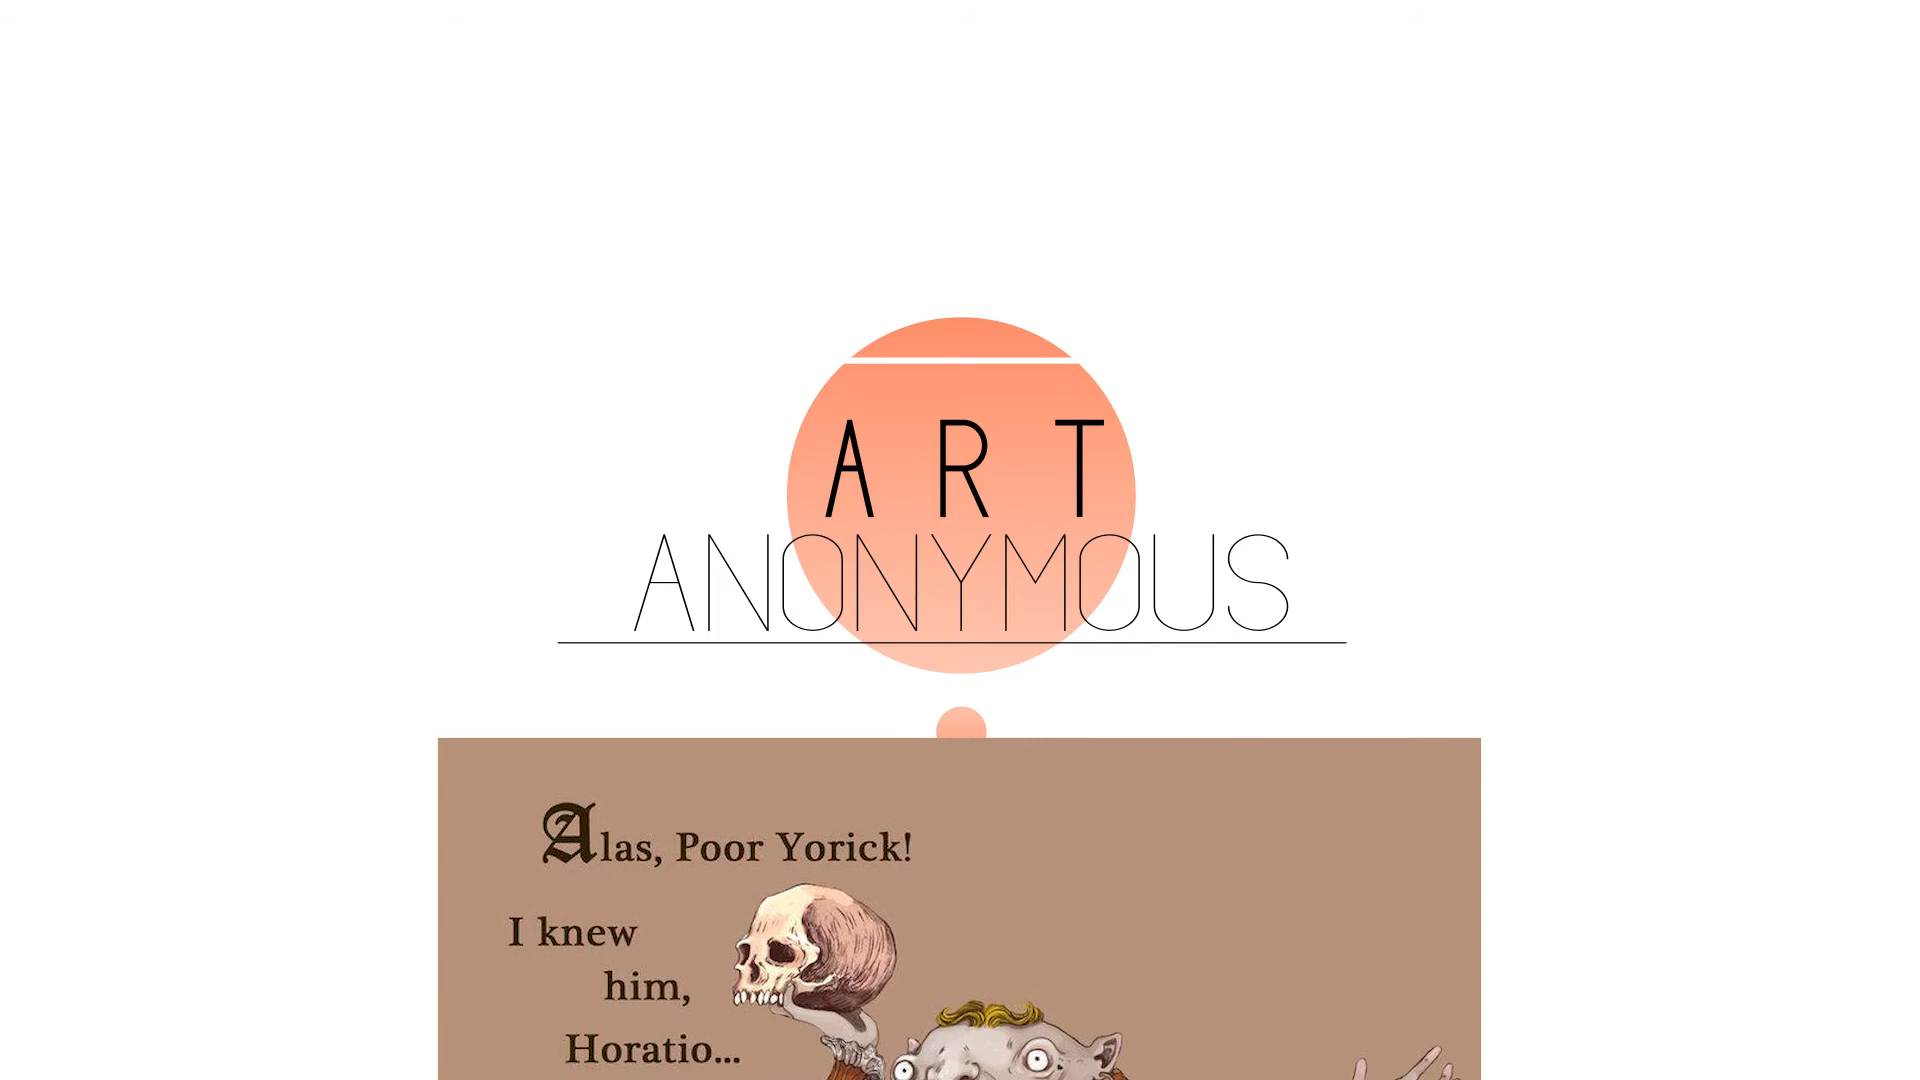 ART
ANONYMOUS
Alas, Poor Yorick!
I knew
him,
Horatio...